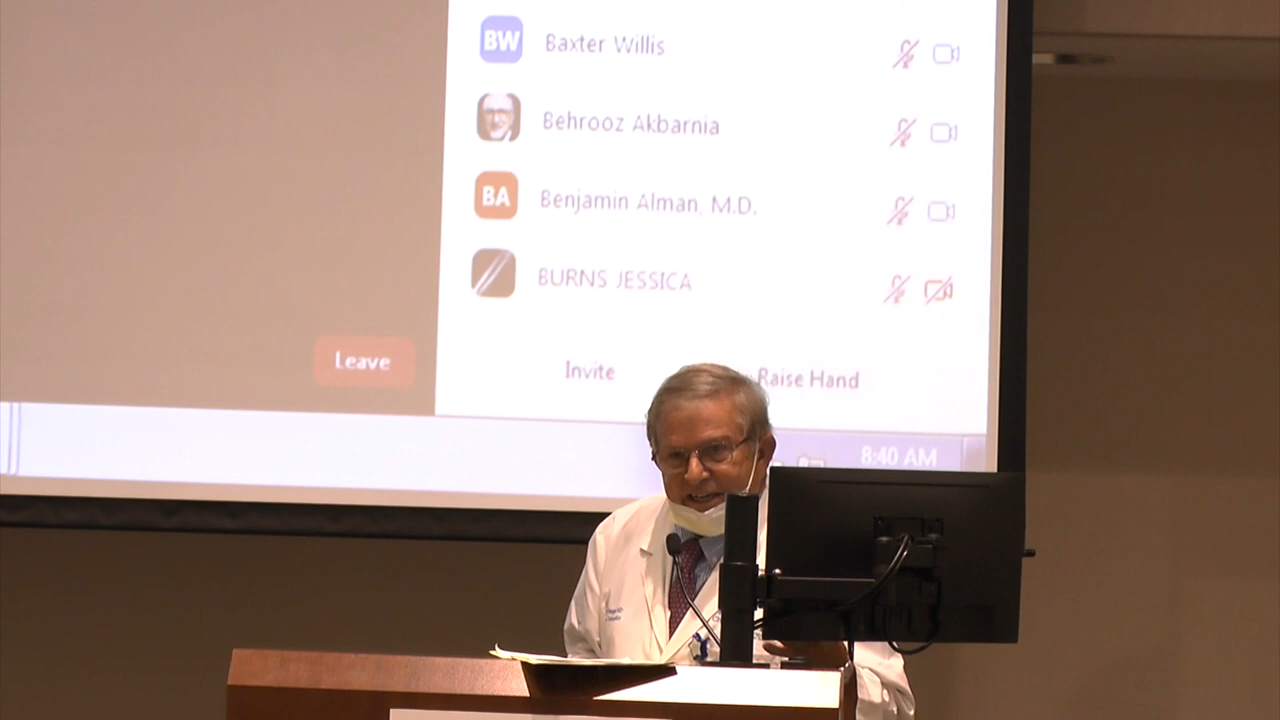 BW Baxter Willis
Behrooz Akbarnia
BA Benjamin Alman, M.D.
BURNS JESSICA
Leave
Invite
Raise Hand
8:40 AM